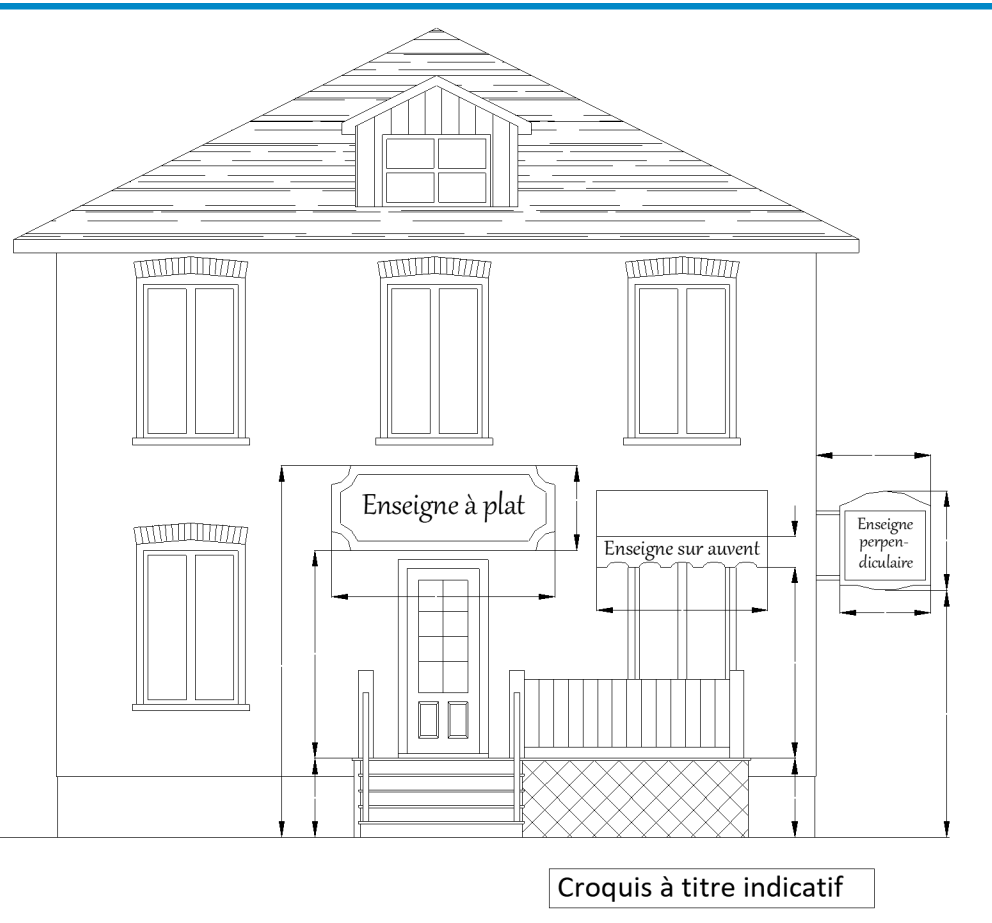 Enseigne à plat
Enseigne sur auvent
Enseigne
perpen-
diculaire
Croquis à titre indicatif